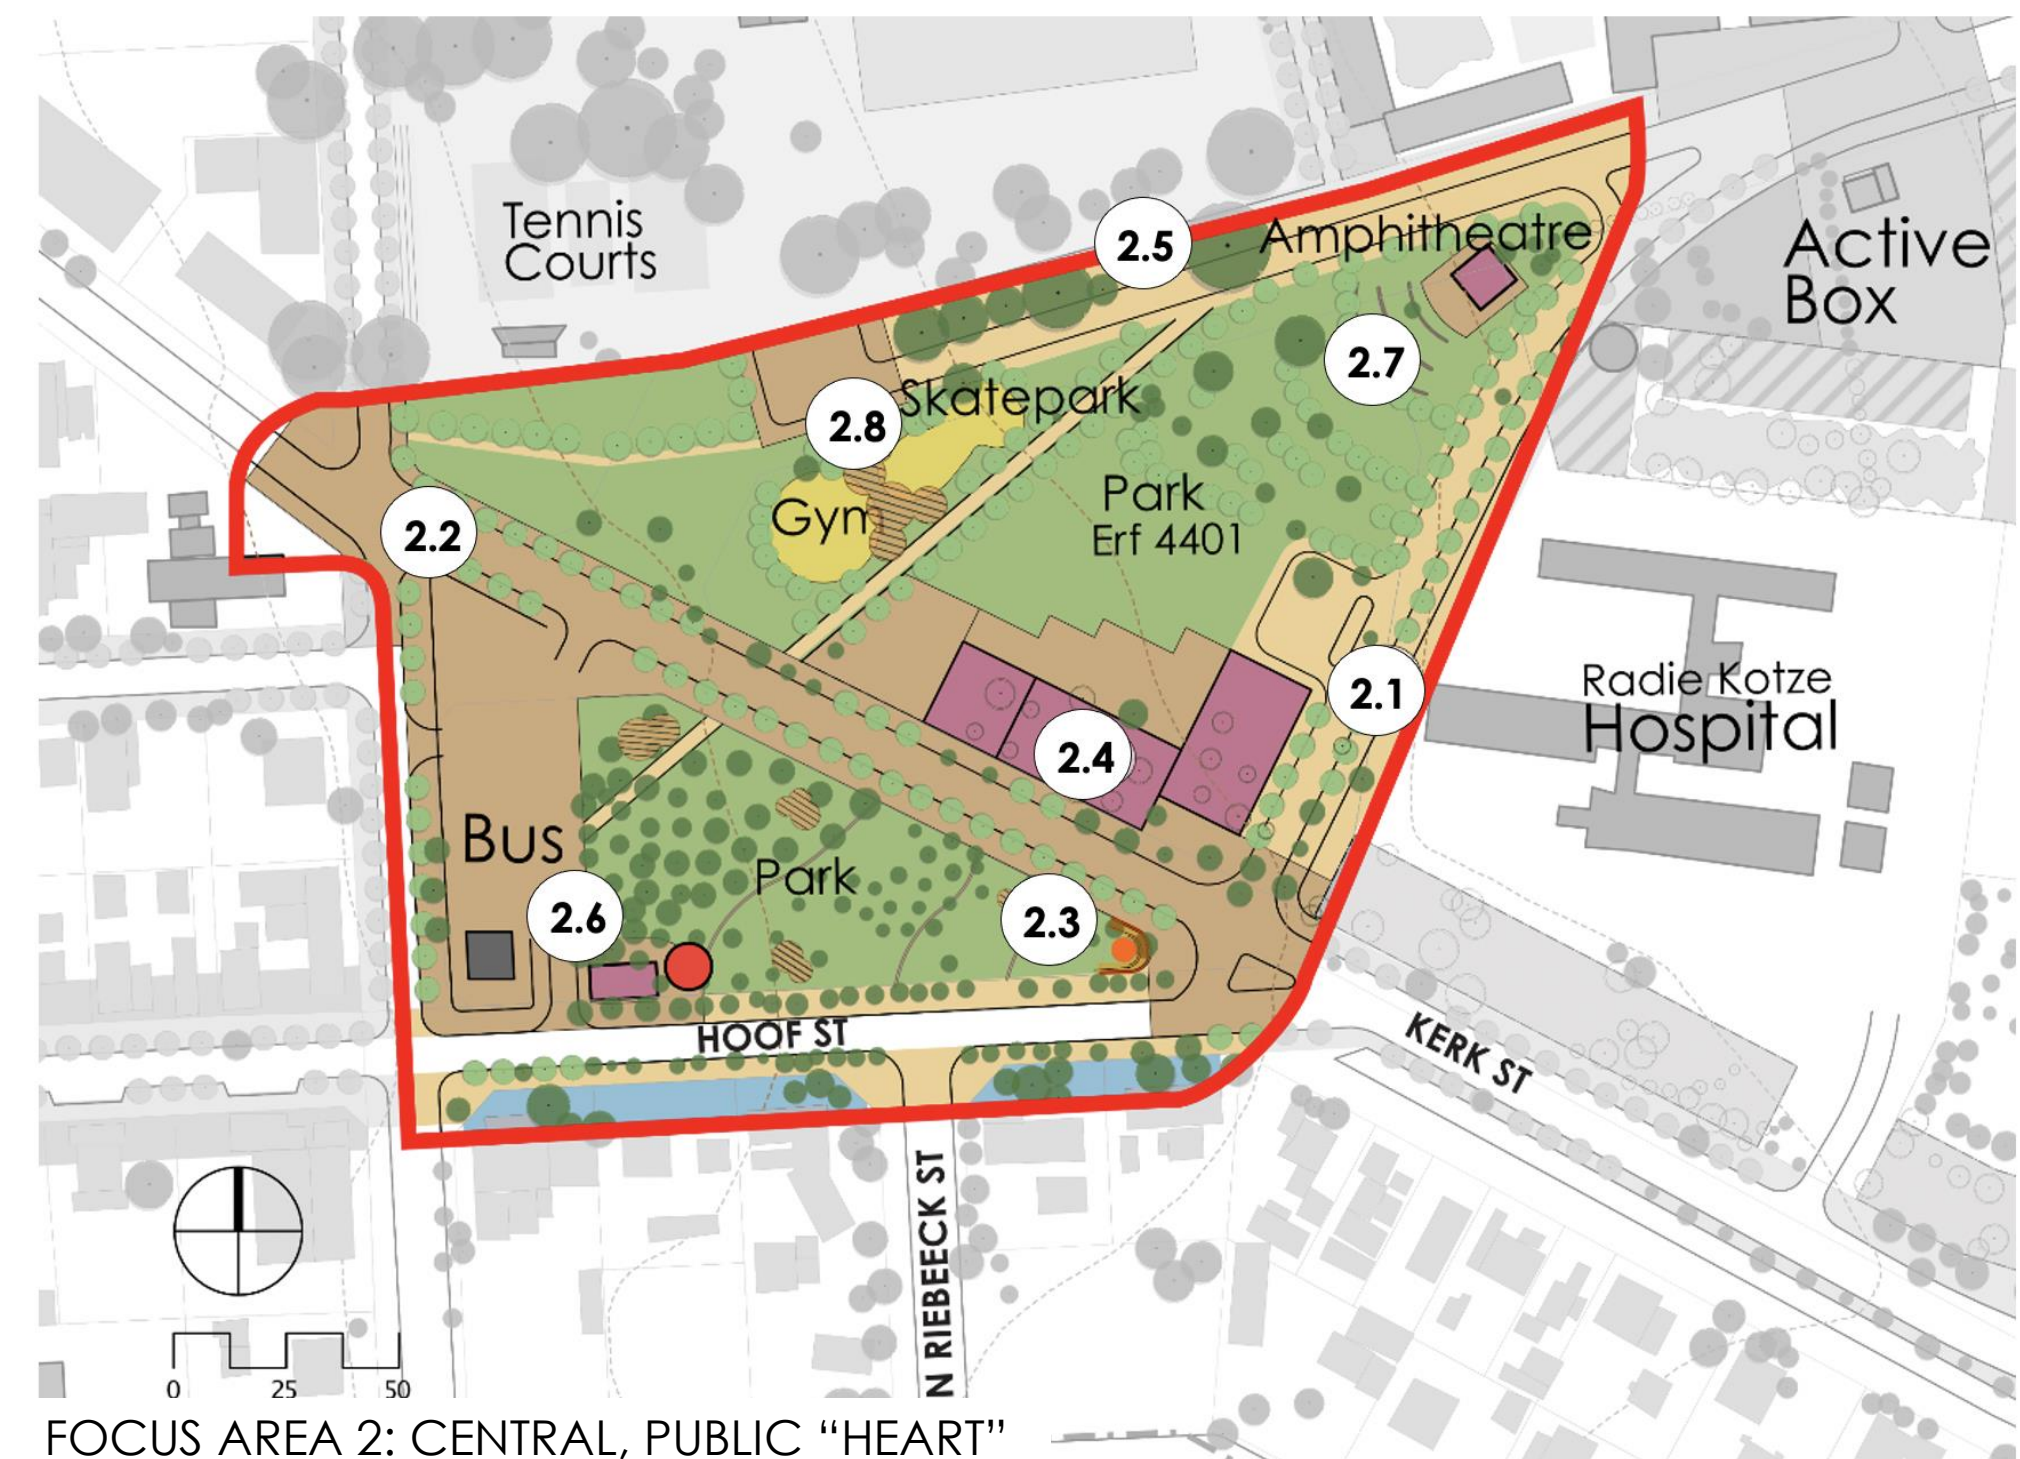 Tennis
Courts
2.5
Amphitheatre
Active
Box
2.7
2.8
Skatepark
Gym
Park
Erf 4401
2.2
Radie Kotze
Hospital
2.1
2.4
Bus
Park
2.6
2.3
HOOF ST
KERK ST
N RIEBEECK ST
0 25 50
FOCUS AREA 2: CENTRAL, PUBLIC “HEART”